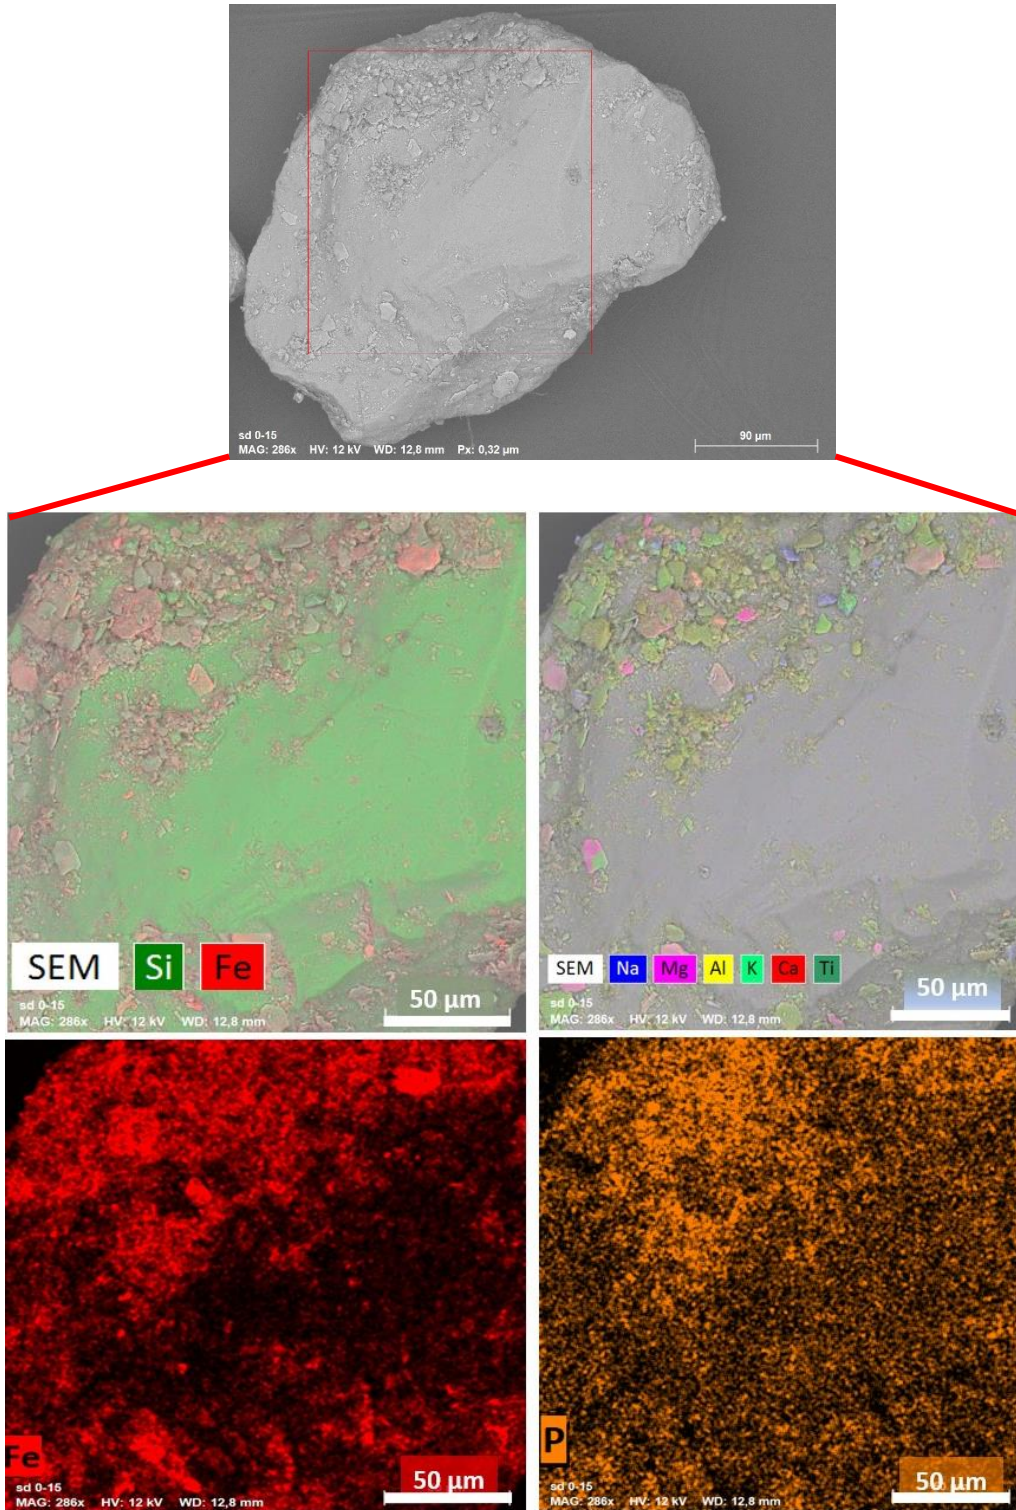 sd 0-15
MAG: 286x HV: 12 kV WD: 12,8 mm Px: 0,32 µm
90 µm
SEM Si Fe
50 µm
sd 0-15
MAG: 286x HV: 12 kV WD: 12,8 mm
SEM Na Mg Al K Ca Ti
50 µm
sd 0-15
MAG: 286x HV: 12 kV WD: 12,8 mm
Fe
50 µm
sd 0-15
MAG: 286x HV: 12 kV WD: 12,8 mm
P
50 µm
sd 0-15
MAG: 286x HV: 12 kV WD: 12,8 mm